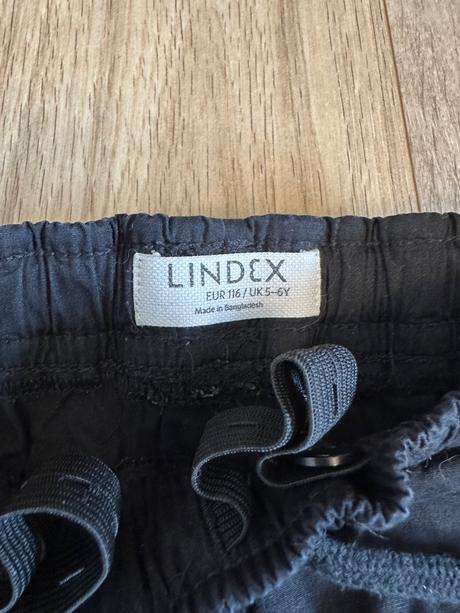 LINDEX
EUR 116 / UK 5–6Y
Made in Bangladesh